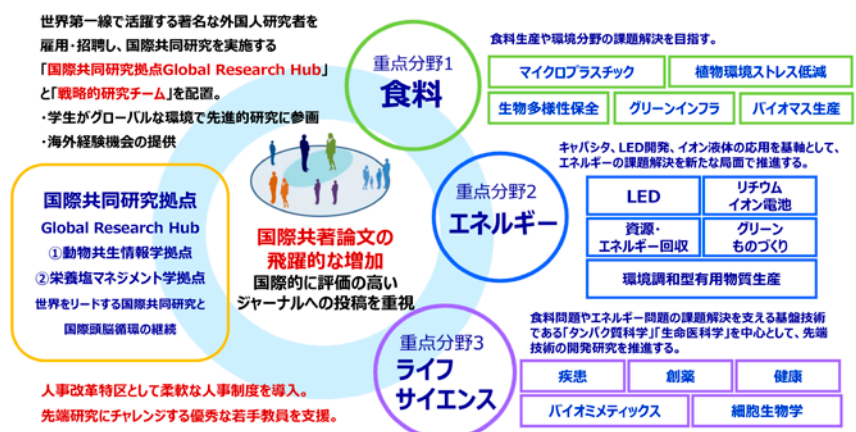 世界第一線で活躍する著名な外国人研究者を
雇用・招聘し、国際共同研究を実施する
「国際共同研究拠点Global Research Hub」
と「戦略的研究チーム」を配置。
・学生がグローバルな環境で先進的研究に参画
・海外経験機会の提供
国際共同研究拠点
Global Research Hub
①動物共生情報学拠点
②栄養塩マネジメント学拠点
世界をリードする国際共同研究と
国際頭脳循環の継続
国際共著論文の
飛躍的な増加
国際的に評価の高い
ジャーナルへの投稿を重視
人事改革特区として柔軟な人事制度を導入。
先端研究にチャレンジする優秀な若手教員を支援。
重点分野1
食料
食料生産や環境分野の課題解決を目指す。
マイクロプラスチック
植物環境ストレス低減
生物多様性保全
グリーンインフラ
バイオマス生産
重点分野2
エネルギー
キャパシタ、LED開発、イオン液体の応用を基軸として、
エネルギーの課題解決を新たな局面で推進する。
LED
リチウム
イオン電池
資源・
エネルギー回収
グリーン
ものづくり
環境調和型有用物質生産
重点分野3
ライフ
サイエンス
食料問題やエネルギー問題の課題解決を支える基盤技術
である「タンパク質科学」「生命医科学」を中心として、先端
技術の開発研究を推進する。
疾患
創薬
健康
バイオミメティックス
細胞生物学